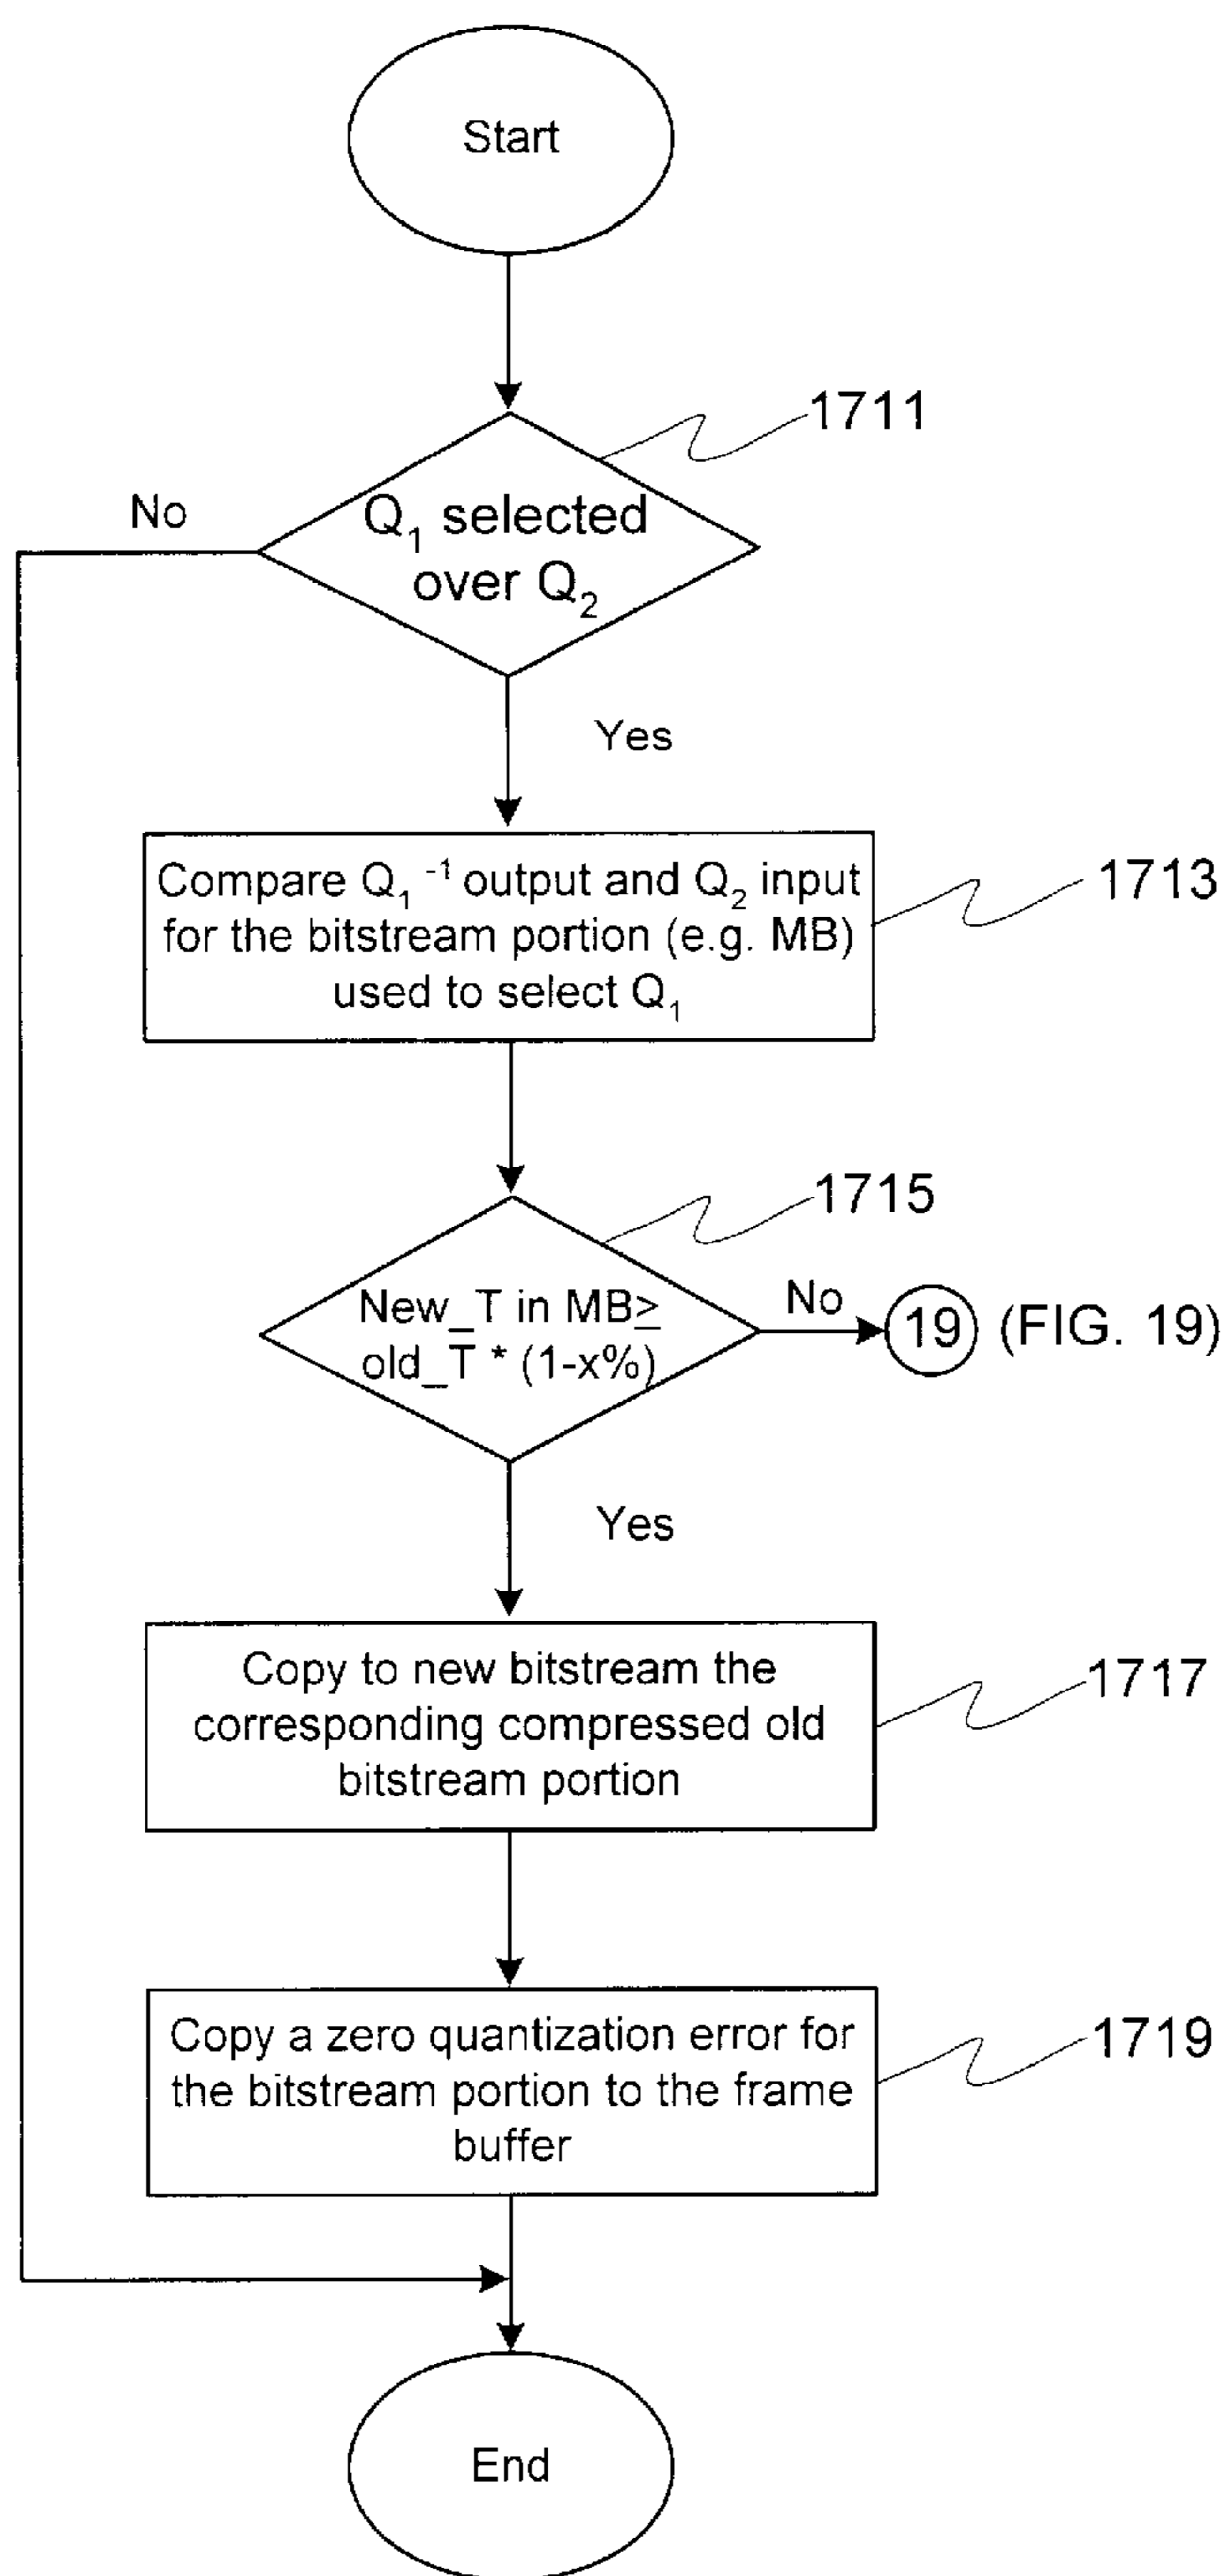 Start
1711
No
Q₁ selected
over Q₂
Yes
Compare Q₁⁻¹ output and Q₂ input
for the bitstream portion (e.g. MB)
used to select Q₁
1713
1715
New_T in MB≥
old_T * (1-x%)
No
19 (FIG. 19)
Yes
Copy to new bitstream the
corresponding compressed old
bitstream portion
1717
Copy a zero quantization error for
the bitstream portion to the frame
buffer
1719
End